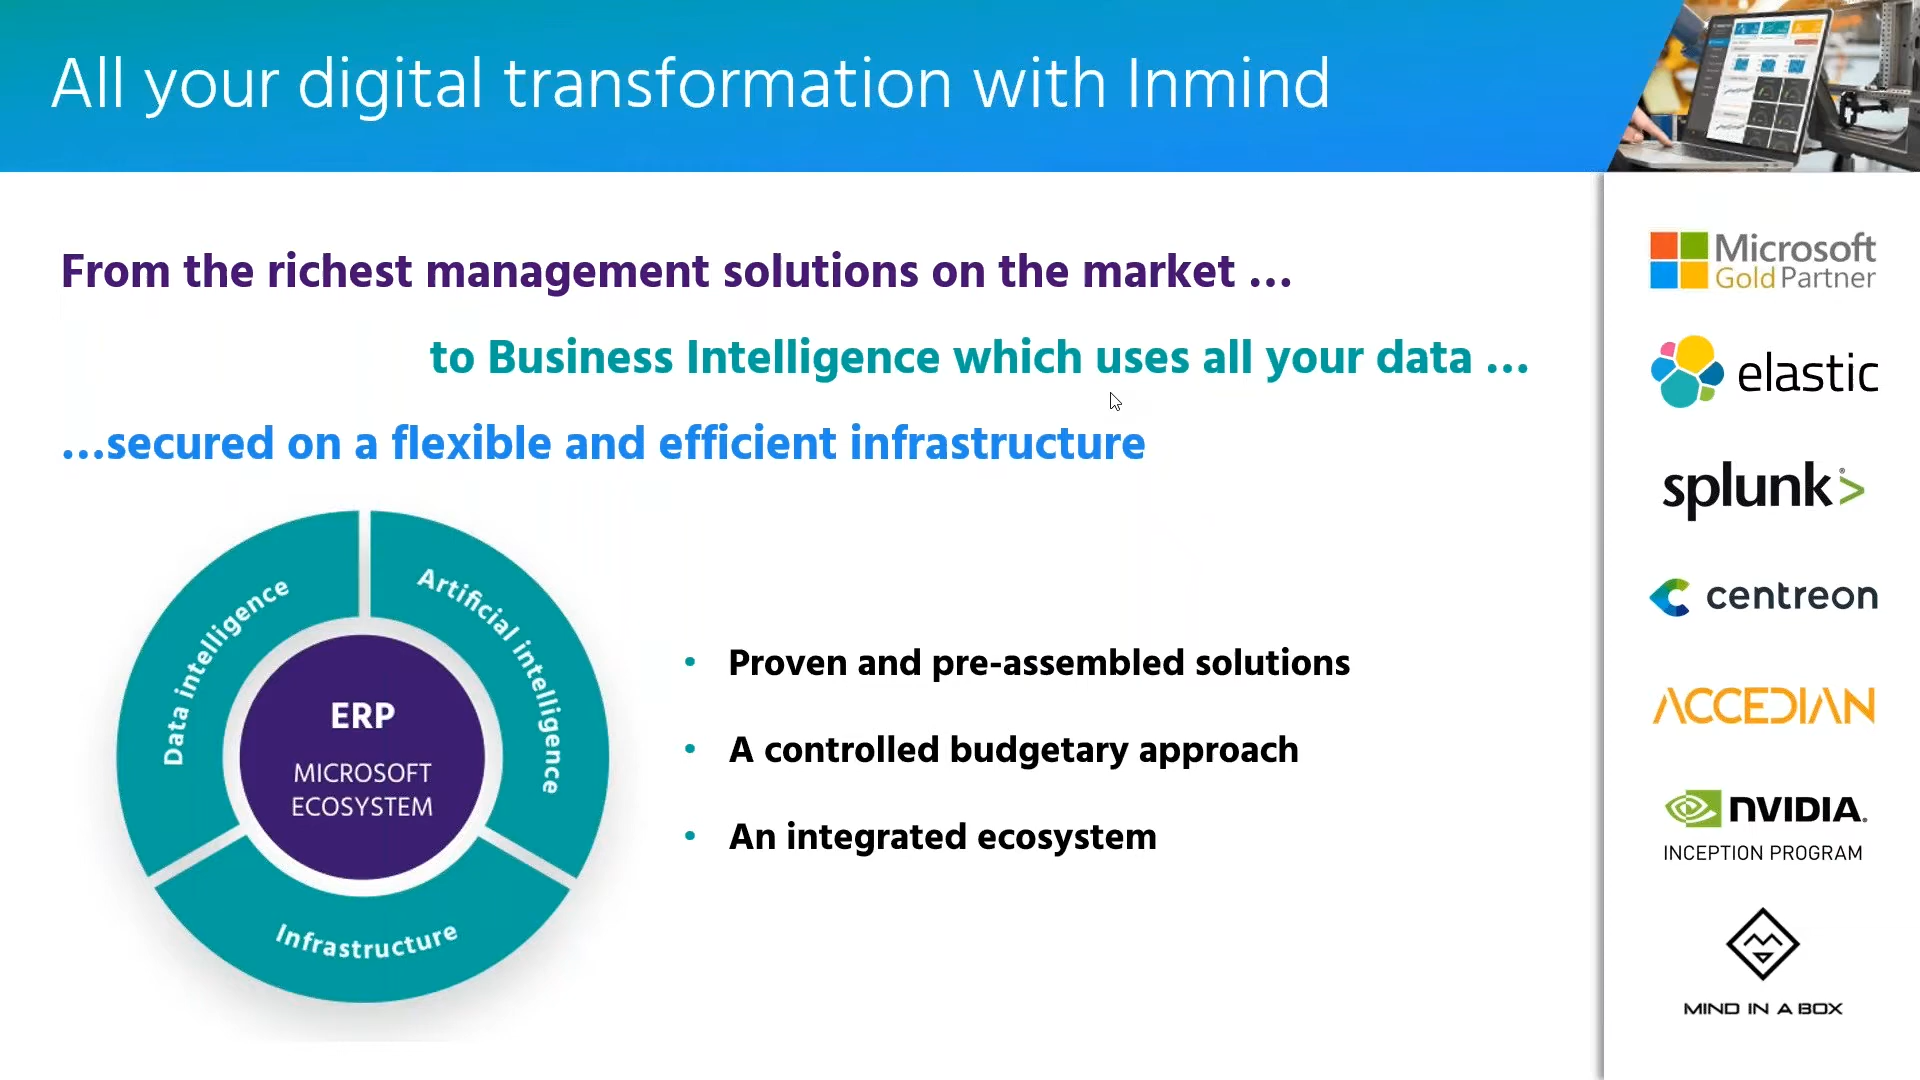 All your digital transformation with Inmind
From the richest management solutions on the market ...
to Business Intelligence which uses all your data ...
...secured on a flexible and efficient infrastructure
Data intelligence
Artificial intelligence
Infrastructure
ERP
MICROSOFT
ECOSYSTEM
• Proven and pre-assembled solutions
• A controlled budgetary approach
• An integrated ecosystem
Microsoft
Gold Partner
elastic
splunk>
centreon
ACCEDIAN
NVIDIA.
INCEPTION PROGRAM
MIND IN A BOX